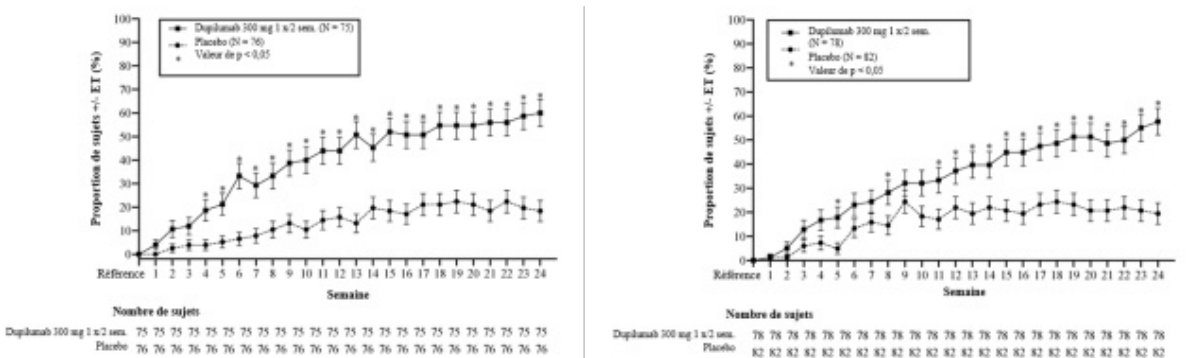 100
90
80
70
60
50
40
30
20
10
0
Proportion de sujets +/- ET (%)
Dupilumab 300 mg 1 x/2 sem. (N = 75)
Placebo (N = 76)
* Valeur de p < 0,05
Référence 1 2 3 4 5 6 7 8 9 10 11 12 13 14 15 16 17 18 19 20 21 22 23 24
Semaine
Nombre de sujets
Dupilumab 300 mg 1 x/2 sem. 75 75 75 75 75 75 75 75 75 75 75 75 75 75 75 75 75 75 75 75 75 75 75 75 75
Placebo 76 76 76 76 76 76 76 76 76 76 76 76 76 76 76 76 76 76 76 76 76 76 76 76 76
100
90
80
70
60
50
40
30
20
10
0
Proportion de sujets +/- ET (%)
Dupilumab 300 mg 1 x/2 sem.
(N = 78)
Placebo (N = 82)
* Valeur de p < 0,05
Référence 1 2 3 4 5 6 7 8 9 10 11 12 13 14 15 16 17 18 19 20 21 22 23 24
Semaine
Nombre de sujets
Dupilumab 300 mg 1 x/2 sem. 78 78 78 78 78 78 78 78 78 78 78 78 78 78 78 78 78 78 78 78 78 78 78 78 78
Placebo 82 82 82 82 82 82 82 82 82 82 82 82 82 82 82 82 82 82 82 82 82 82 82 82 82